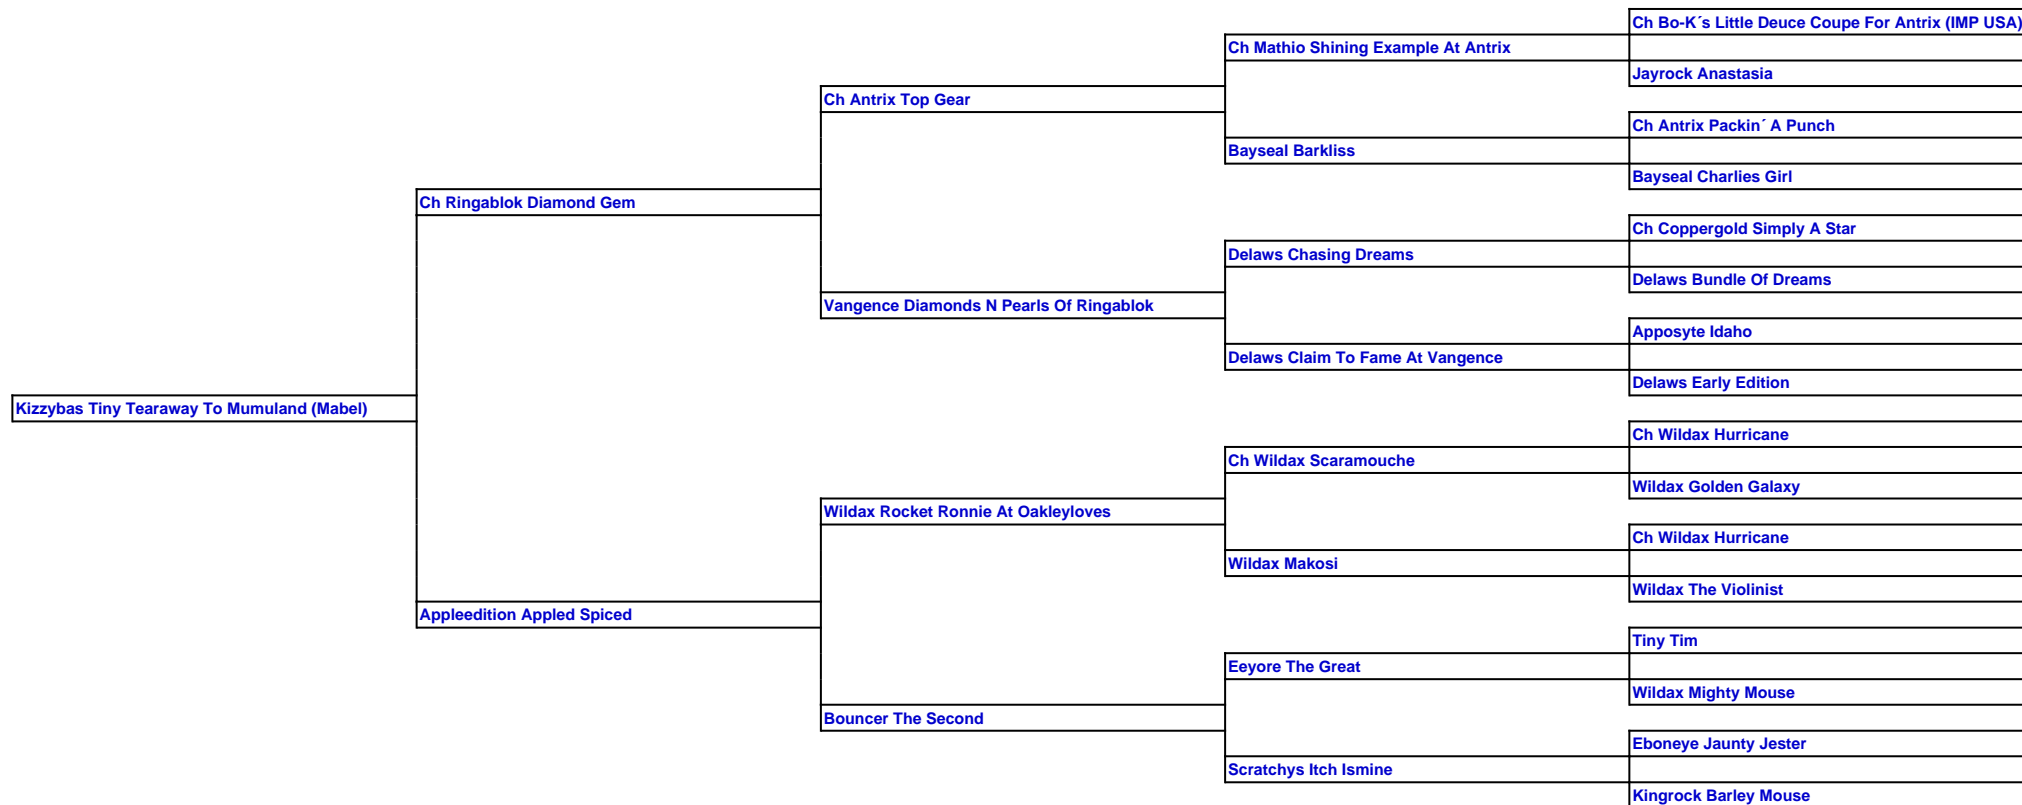 Ch Bo-K´s Little Deuce Coupe For Antrix (IMP USA)
Ch Mathio Shining Example At Antrix
Jayrock Anastasia
Ch Antrix Top Gear
Ch Antrix Packin´ A Punch
Bayseal Barkliss
Bayseal Charlies Girl
Ch Ringablok Diamond Gem
Ch Coppergold Simply A Star
Delaws Chasing Dreams
Delaws Bundle Of Dreams
Vangence Diamonds N Pearls Of Ringablok
Apposyte Idaho
Delaws Claim To Fame At Vangence
Delaws Early Edition
Kizzybas Tiny Tearaway To Mumuland (Mabel)
Ch Wildax Hurricane
Ch Wildax Scaramouche
Wildax Golden Galaxy
Wildax Rocket Ronnie At Oakleyloves
Ch Wildax Hurricane
Wildax Makosi
Wildax The Violinist
Appleedition Appled Spiced
Tiny Tim
Eeyore The Great
Wildax Mighty Mouse
Bouncer The Second
Eboneye Jaunty Jester
Scratchys Itch Ismine
Kingrock Barley Mouse